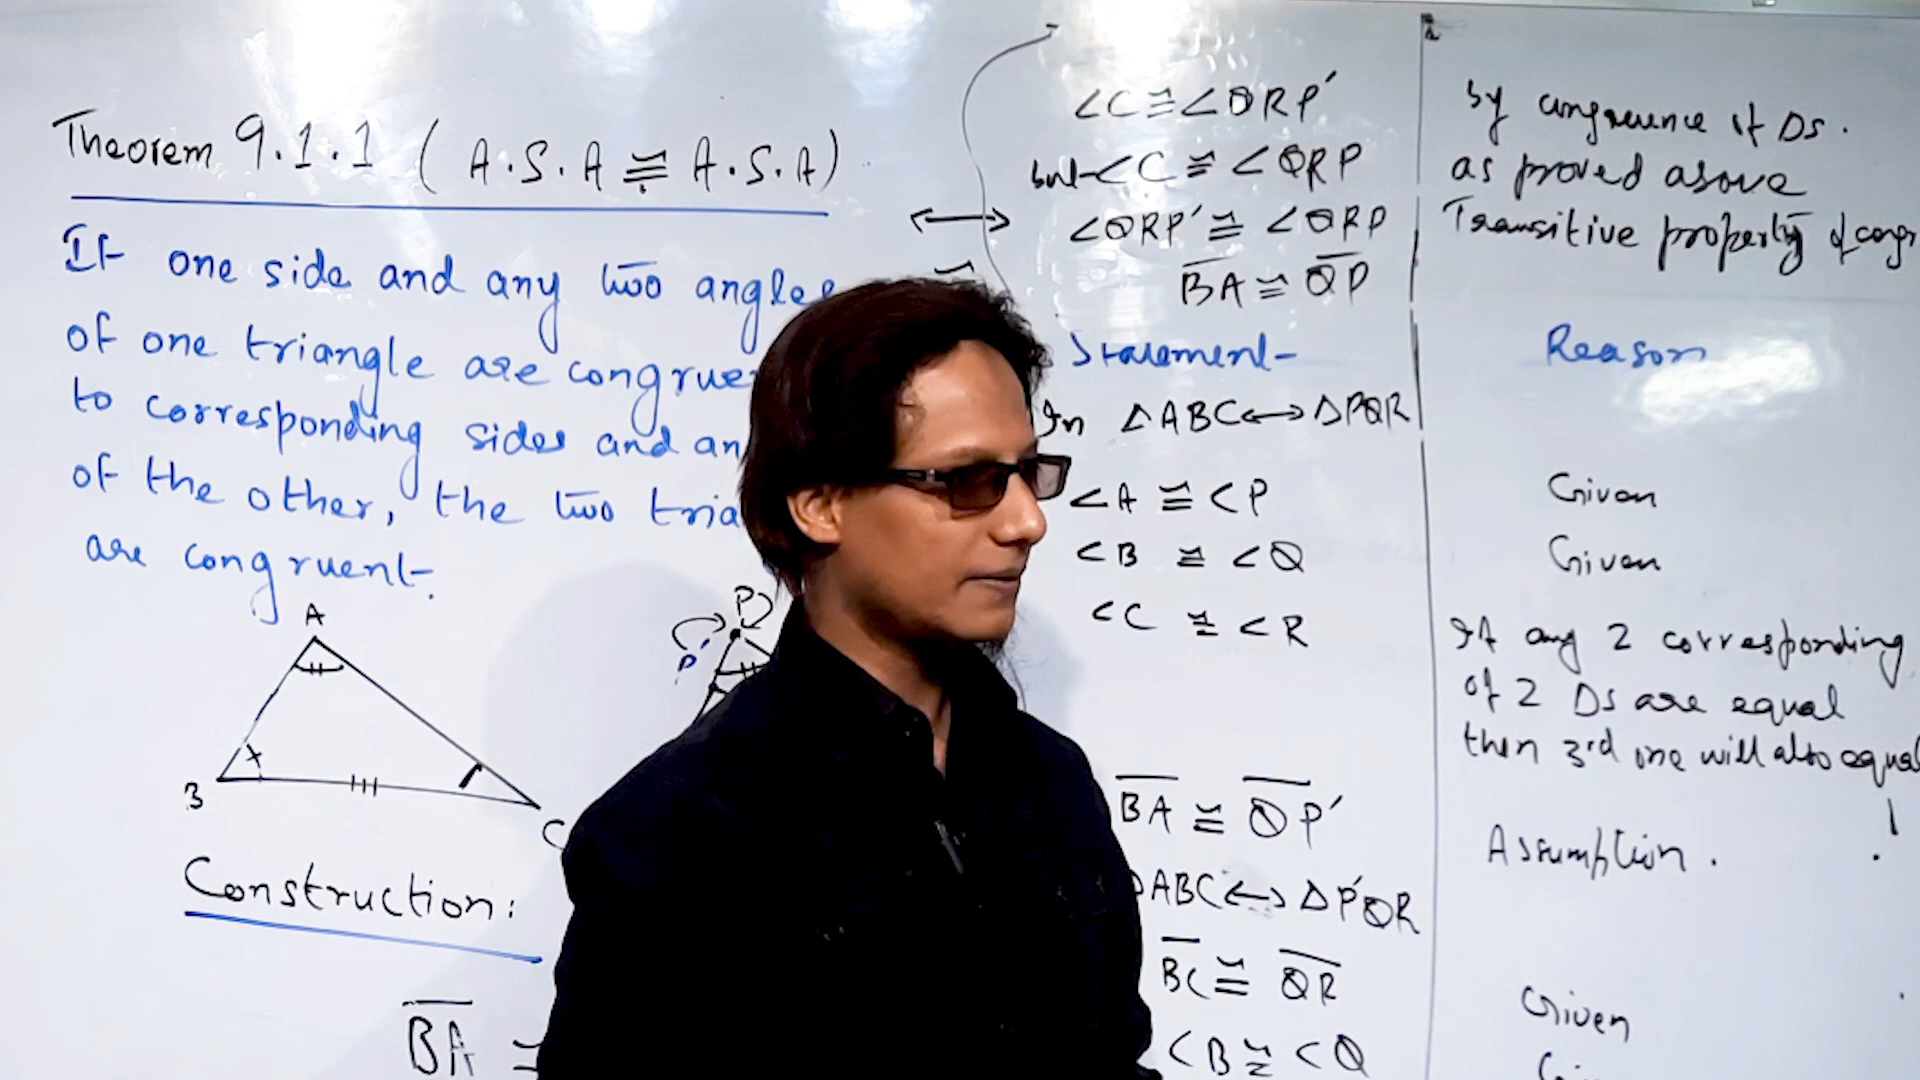 Theorem 9.1.1 ( A.S.A ≅ A.S.A)
If one side and any two angles
of one triangle are congrue
to corresponding sides and an
of the other, the two tria
are congruent.
A
B
C
P
P′
Construction:
BA ≅
∠C ≅ ∠QRP′
but ∠C ≅ ∠QRP
∠QRP′ ≅ ∠QRP
BA ≅ QP
Statement
In ΔABC ↔ ΔPQR
∠A ≅ ∠P
∠B ≅ ∠Q
∠C ≅ ∠R
BA ≅ QP′
ΔABC ↔ ΔP′QR
BC ≅ QR
∠B ≅ ∠Q
by congruence of Δs.
as proved above
Transitive property of congr
Reason
Given
Given
If any 2 corresponding
of 2 Δs are equal
then 3rd one will also equal
Assumption.
Given